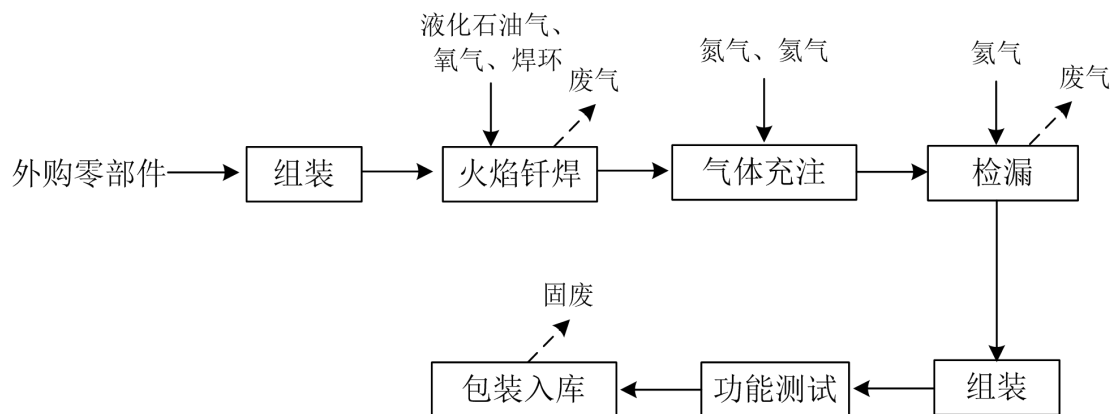 液化石油气、
氧气、焊环
废气
氮气、氦气
氦气
废气
外购零部件
组装
火焰钎焊
气体充注
检漏
固废
包装入库
功能测试
组装